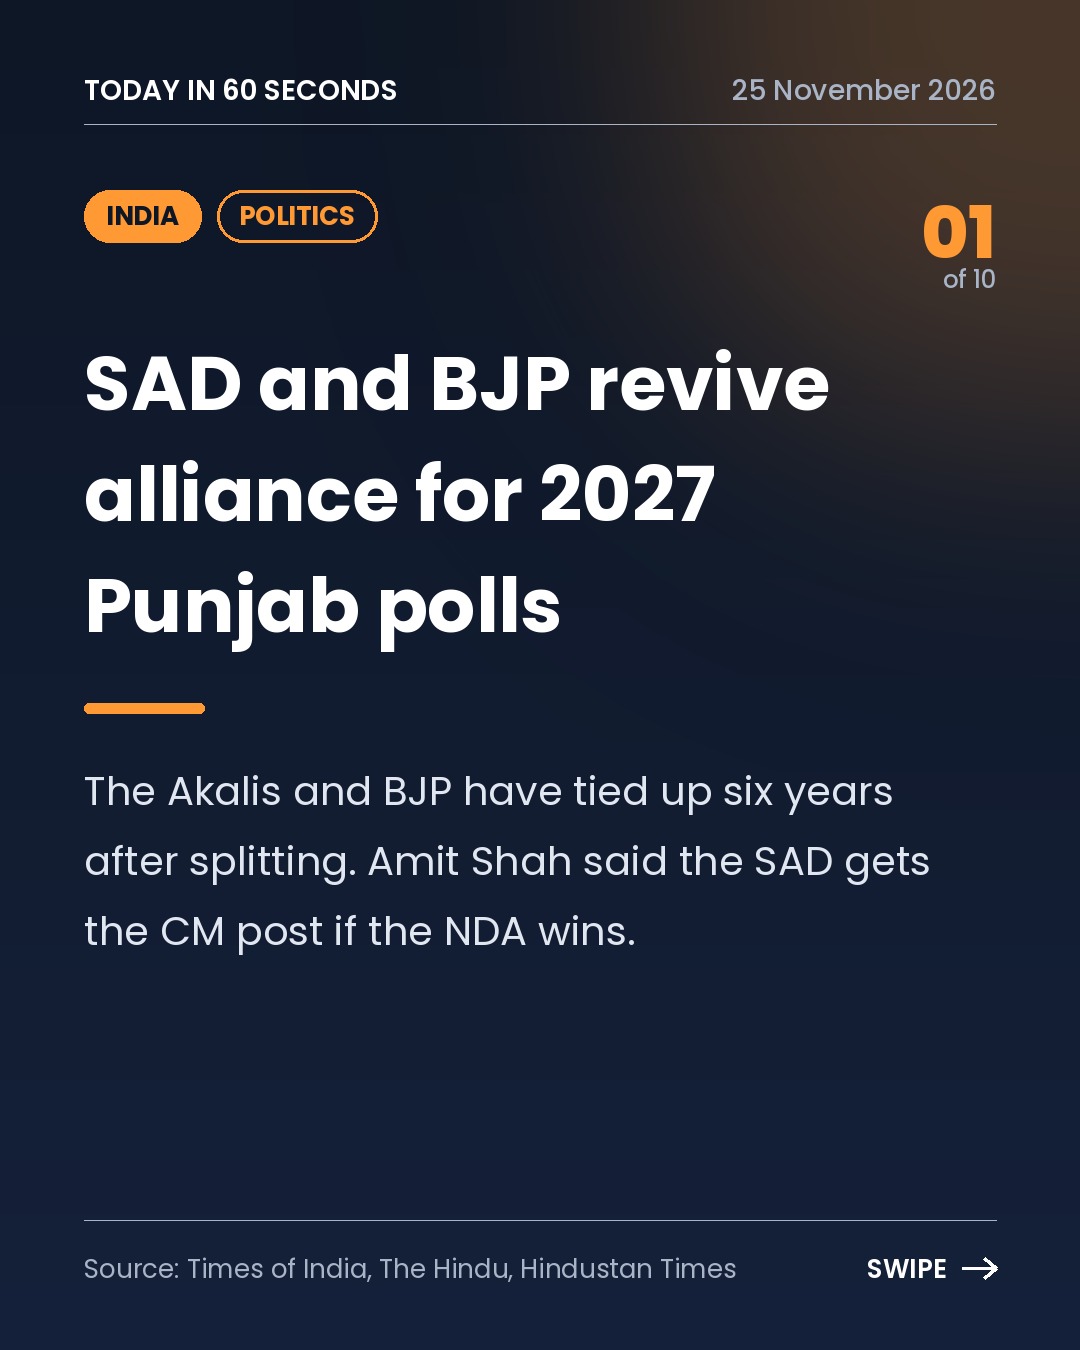 TODAY IN 60 SECONDS
25 November 2026
INDIA
POLITICS
01
of 10
SAD and BJP revive
alliance for 2027
Punjab polls
The Akalis and BJP have tied up six years
after splitting. Amit Shah said the SAD gets
the CM post if the NDA wins.
Source: Times of India, The Hindu, Hindustan Times
SWIPE